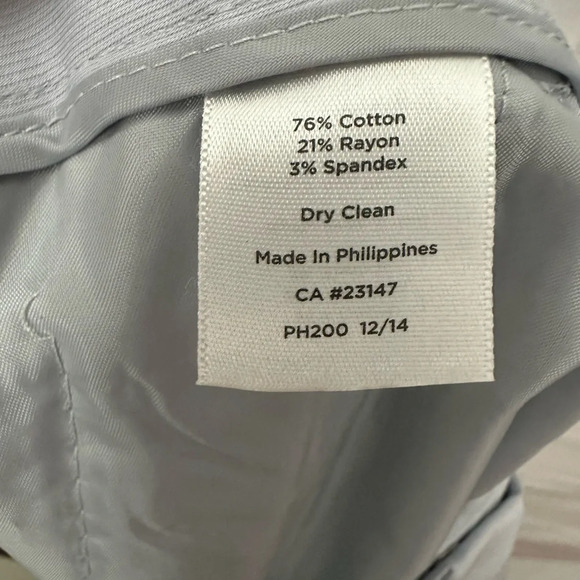 76% Cotton
21% Rayon
3% Spandex
Dry Clean
Made In Philippines
CA #23147
PH200 12/14